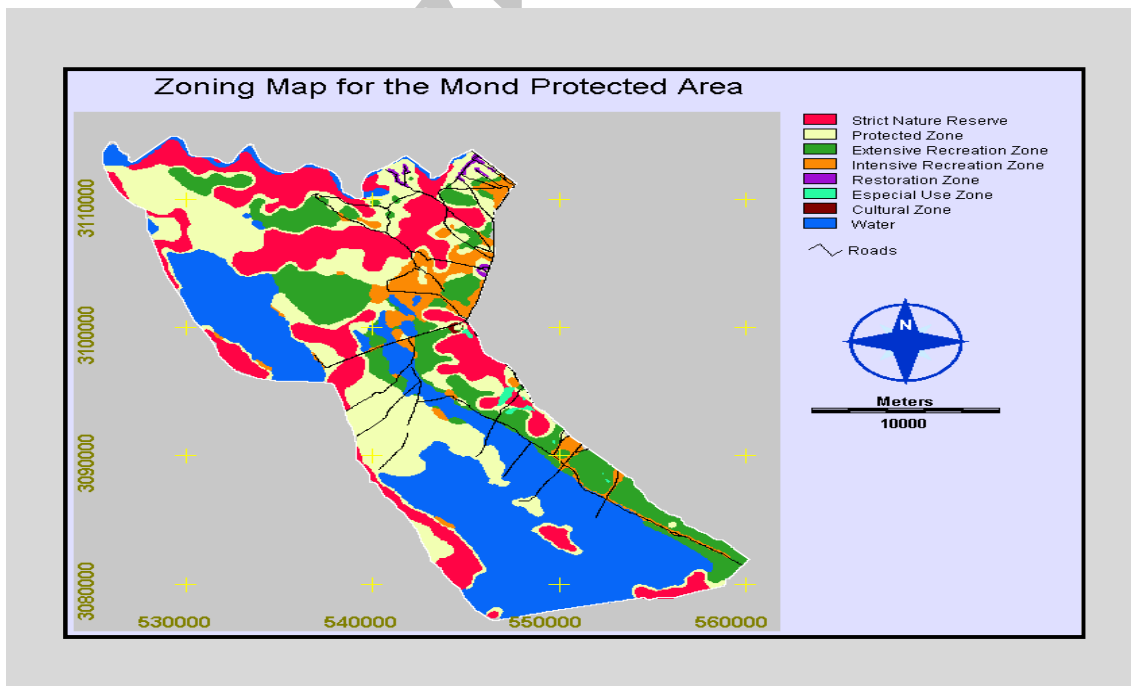 Zoning Map for the Mond Protected Area
Strict Nature Reserve
Protected Zone
Extensive Recreation Zone
Intensive Recreation Zone
Restoration Zone
Especial Use Zone
Cultural Zone
Water
Roads
N
Meters
10000
3110000
3100000
3090000
3080000
530000
540000
550000
560000